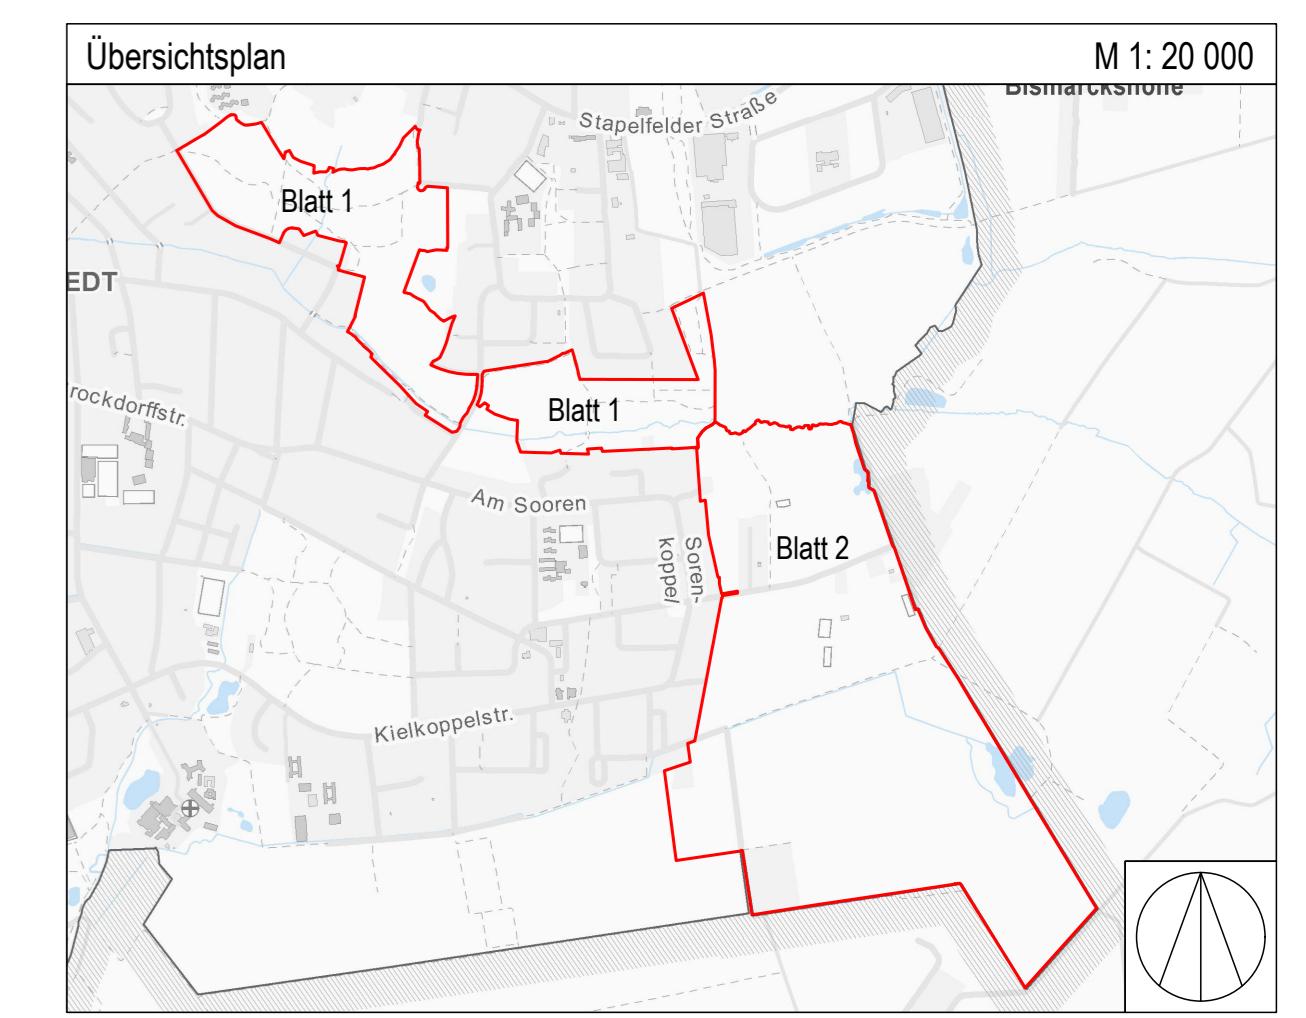 Übersichtsplan
M 1: 20 000
Bismarckshöhe
Stapelfelder Straße
Blatt 1
EDT
rockdorffstr.
Blatt 1
Am Sooren
Soren-
koppel
Blatt 2
Kielkoppelstr.